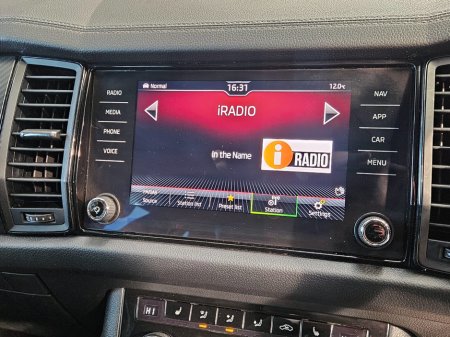 Normal 16:31 12.0°C
RADIO
MEDIA
PHONE
VOICE
iRADIO
In the Name
i RADIO
NAV
APP
CAR
MENU
Source Station list Preset list Station Settings